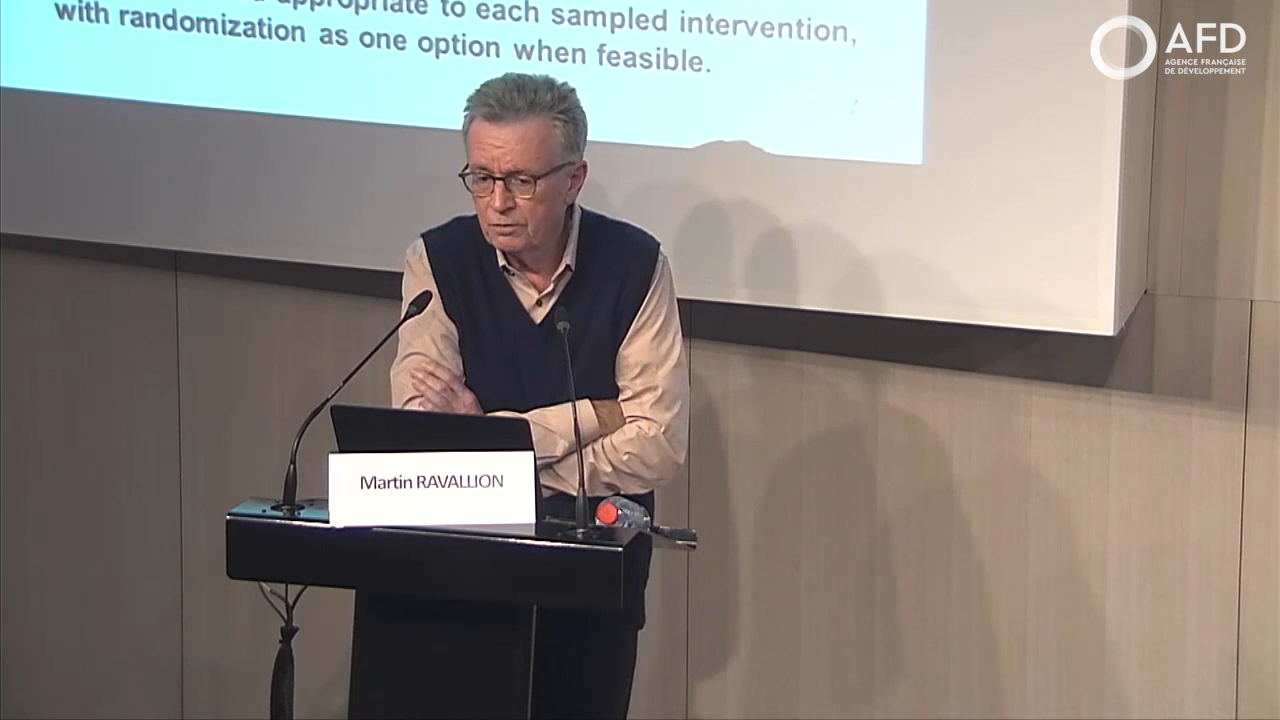 appropriate to each sampled intervention,
with randomization as one option when feasible.
AFD
AGENCE FRANÇAISE
DE DÉVELOPPEMENT
Martin RAVALLION